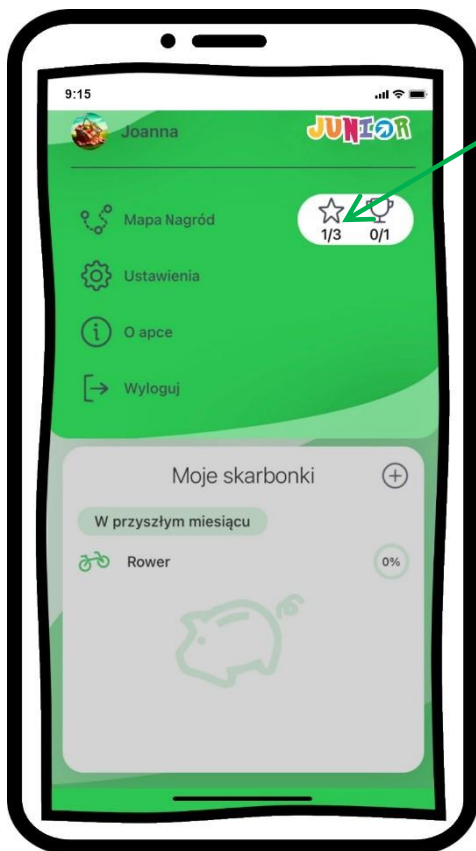 9:15
Joanna
JUNIOR
Mapa Nagród
1/3 0/1
Ustawienia
O apce
Wyloguj
Moje skarbonki
W przyszłym miesiącu
Rower
0%